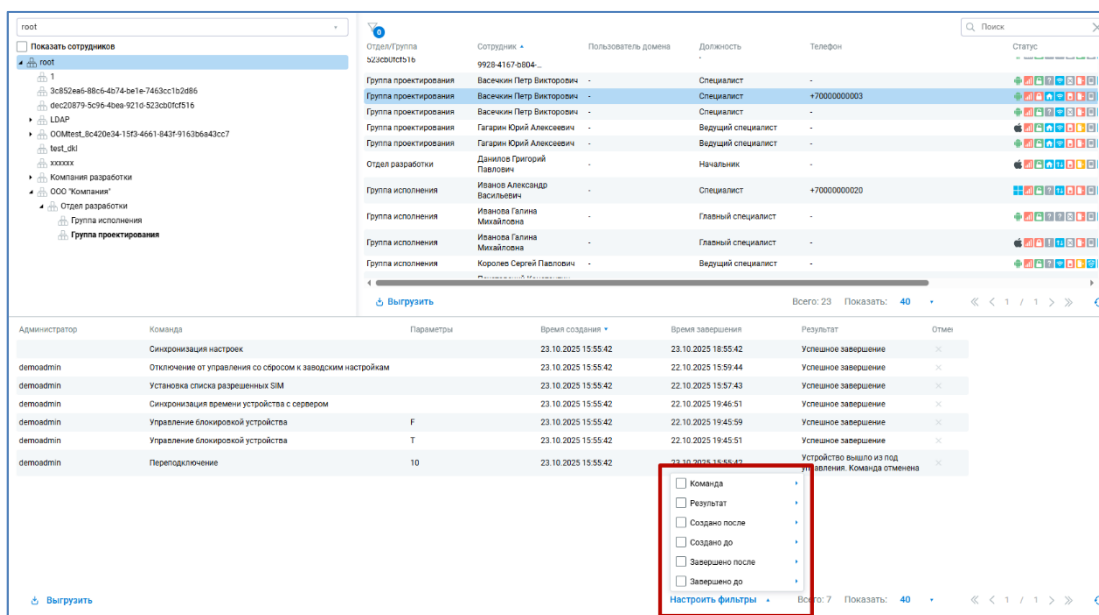 root
Показать сотрудников
root
1
3c852ea6-88c6-4b74-be1e-7463cc1b2d86
dec20879-5c96-4bea-921d-523cb0fcf516
LDAP
OOMtest_8c420e34-15f3-4661-843f-9163b6a43cc7
test_dkl
xxxxxx
Компания разработки
ООО "Компания"
Отдел разработки
Группа исполнения
Группа проектирования
0
Поиск
Отдел/Группа Сотрудник Пользователь домена Должность Телефон Статус
523cb0fcf516 9928-4167-b804-... -
Группа проектирования Васечкин Петр Викторович - Специалист -
Группа проектирования Васечкин Петр Викторович - Специалист +70000000003
Группа проектирования Васечкин Петр Викторович - Специалист -
Группа проектирования Гагарин Юрий Алексеевич - Ведущий специалист -
Группа проектирования Гагарин Юрий Алексеевич - Ведущий специалист -
Отдел разработки Данилов Григорий Павлович - Начальник -
Группа исполнения Иванов Александр Васильевич - Специалист +70000000020
Группа исполнения Иванова Галина Михайловна - Главный специалист -
Группа исполнения Иванова Галина Михайловна - Главный специалист -
Группа исполнения Королев Сергей Павлович - Ведущий специалист -
Выгрузить Всего: 23 Показать: 40 1 / 1
Администратор Команда Параметры Время создания Время завершения Результат Отмен
Синхронизация настроек 23.10.2025 15:55:42 23.10.2025 18:55:42 Успешное завершение
demoadmin Отключение от управления со сбросом к заводским настройкам 23.10.2025 15:55:42 22.10.2025 15:59:44 Успешное завершение
demoadmin Установка списка разрешенных SIM 23.10.2025 15:55:42 22.10.2025 15:57:43 Успешное завершение
demoadmin Синхронизация времени устройства с сервером 23.10.2025 15:55:42 22.10.2025 19:46:51 Успешное завершение
demoadmin Управление блокировкой устройства F 23.10.2025 15:55:42 22.10.2025 19:45:59 Успешное завершение
demoadmin Управление блокировкой устройства T 23.10.2025 15:55:42 22.10.2025 19:45:51 Успешное завершение
demoadmin Переподключение 10 23.10.2025 15:55:42 23.10.2025 15:55:42 Устройство вышло из под управления. Команда отменена
Команда
Результат
Создано после
Создано до
Завершено после
Завершено до
Выгрузить Настроить фильтры Всего: 7 Показать: 40 1 / 1